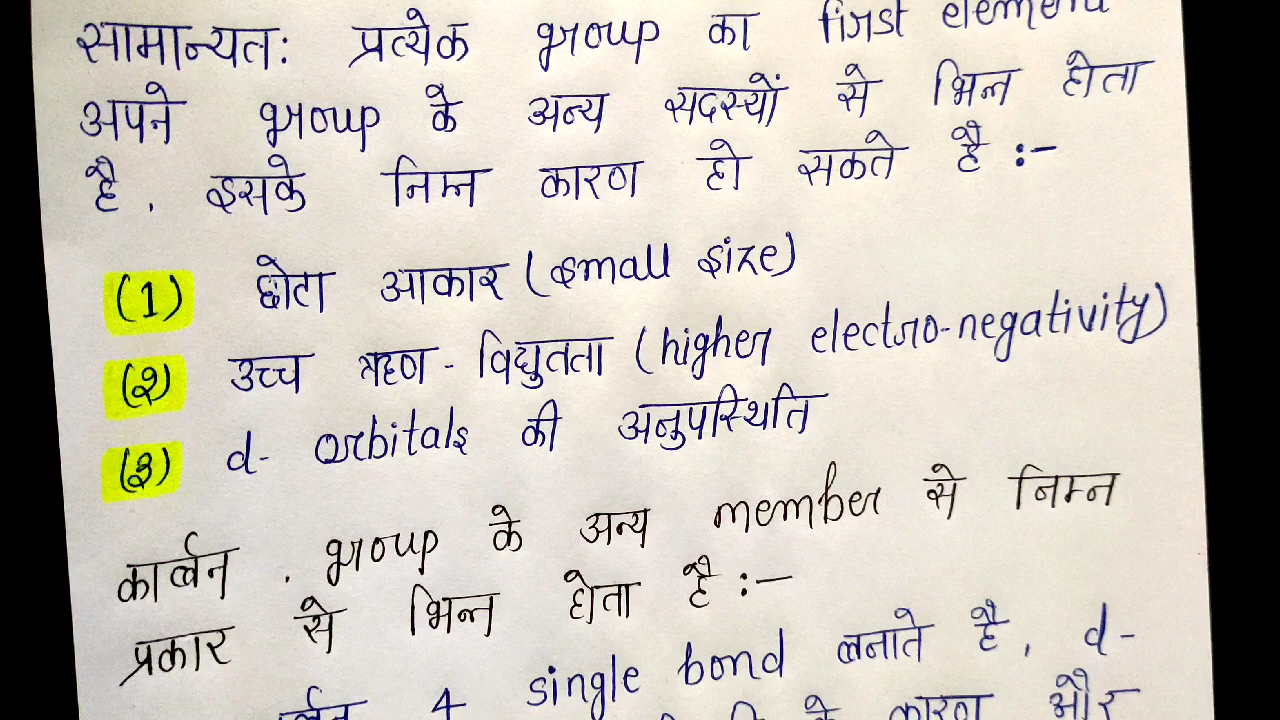 सामान्यत: प्रत्येक group का first element
अपने group के अन्य सदस्यों से भिन्न होता
है, इसके निम्न कारण हो सकते है :-
(1) छोटा आकार (small size)
(2) उच्च ऋण-विद्युतता (higher electro-negativity)
(3) d- orbitals की अनुपस्थिति
कार्बन, group के अन्य member से निम्न
प्रकार से भिन्न होता है :-
4 single bond बनाते है, d-
के कारण और